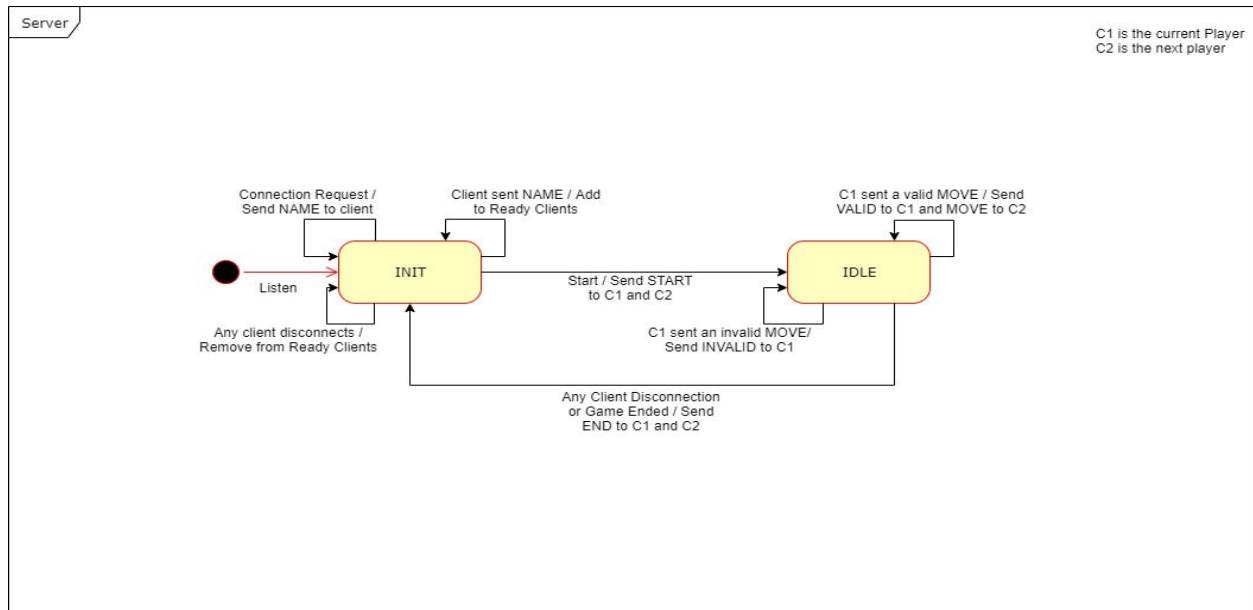 Server
C1 is the current Player
C2 is the next player
Connection Request /
Send NAME to client
Client sent NAME / Add
to Ready Clients
C1 sent a valid MOVE / Send
VALID to C1 and MOVE to C2
INIT
IDLE
Listen
Start / Send START
to C1 and C2
Any client disconnects /
Remove from Ready Clients
C1 sent an invalid MOVE/
Send INVALID to C1
Any Client Disconnection
or Game Ended / Send
END to C1 and C2